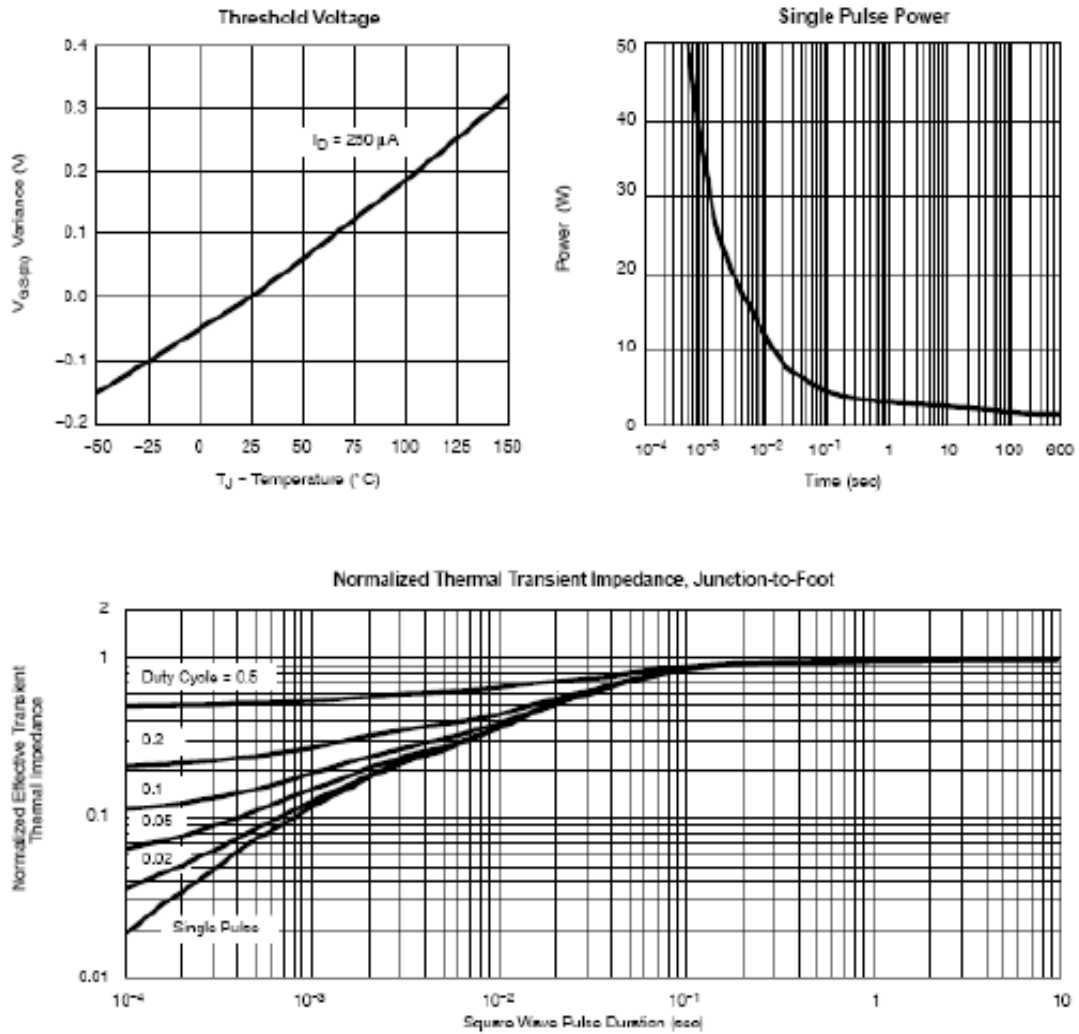 Threshold Voltage
0.4
0.3
0.2
0.1
0.0
−0.1
−0.2
V_GS(th) Variance (V)
I_D = 250 µA
−50 −25 0 25 50 75 100 125 150
T_J − Temperature (°C)
Single Pulse Power
50
40
30
20
10
0
Power (W)
10⁻⁴ 10⁻³ 10⁻² 10⁻¹ 1 10 100 600
Time (sec)
Normalized Thermal Transient Impedance, Junction-to-Foot
2
1
0.1
0.01
Normalized Effective Transient
Thermal Impedance
Duty Cycle = 0.5
0.2
0.1
0.05
0.02
Single Pulse
10⁻⁴ 10⁻³ 10⁻² 10⁻¹ 1 10
Square Wave Pulse Duration (sec)